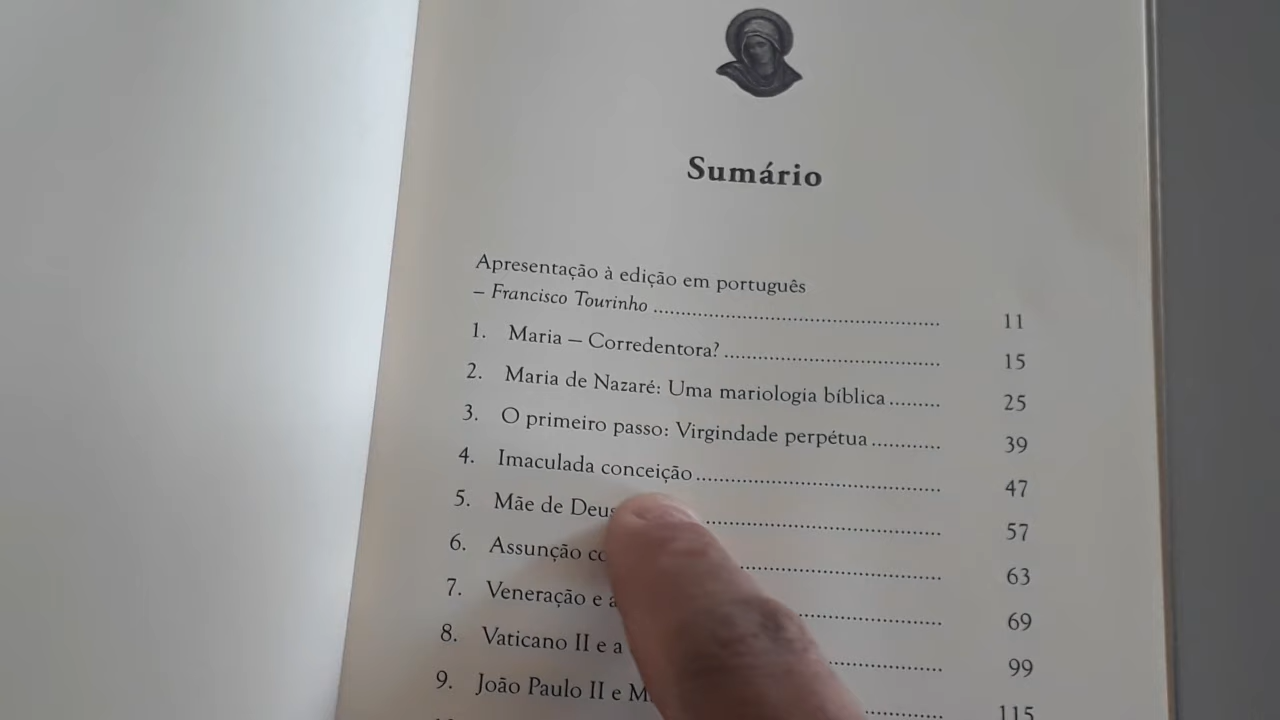 Sumário
Apresentação à edição em português
– Francisco Tourinho ........................................ 11
1. Maria – Corredentora? ........................................ 15
2. Maria de Nazaré: Uma mariologia bíblica ......... 25
3. O primeiro passo: Virgindade perpétua ............ 39
4. Imaculada conceição ........................................ 47
5. Mãe de Deus ........................................ 57
6. Assunção ........................................ 63
7. Veneração e ........................................ 69
8. Vaticano II e a ........................................ 99
9. João Paulo II e ........................................ 115